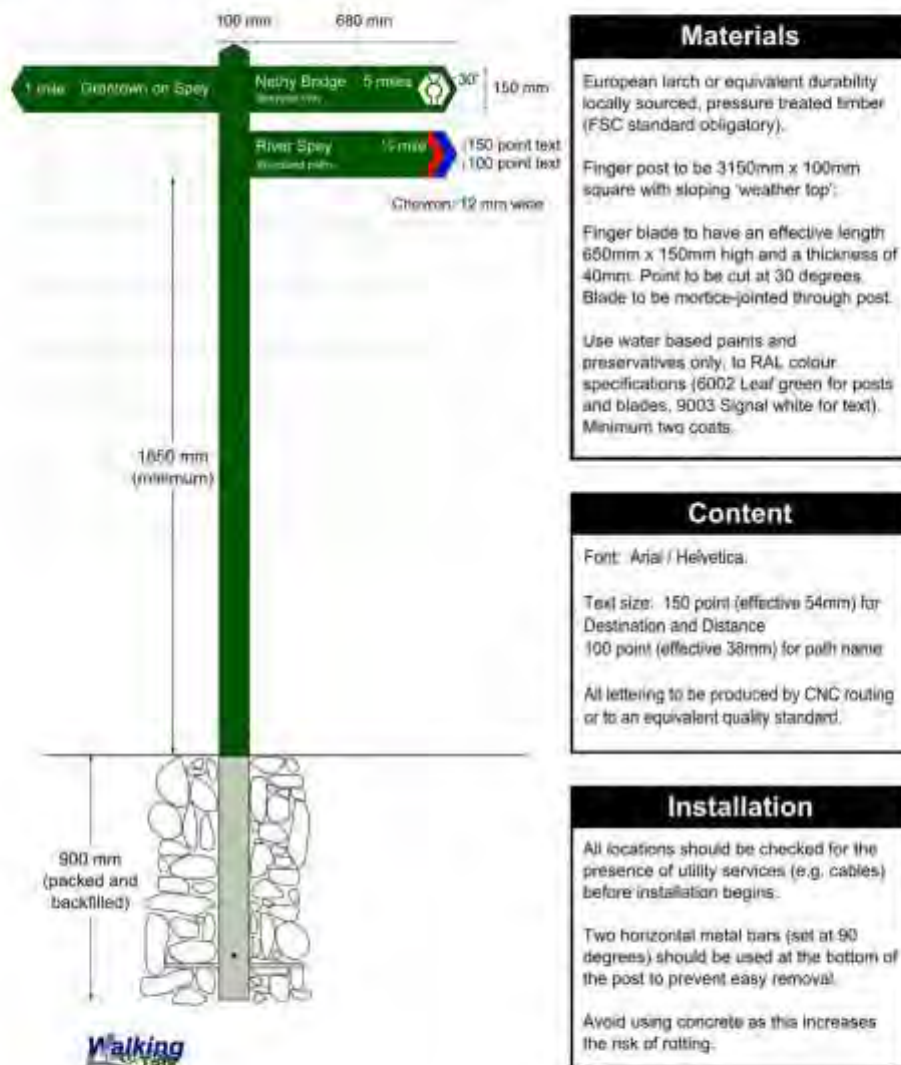 100 mm 680 mm
1 mile Grantown on Spey
Nethy Bridge 5 miles
30°
150 mm
River Spey ½ mile
150 point text
100 point text
Chevron: 12 mm wide
1850 mm
(minimum)
900 mm
(packed and
backfilled)
Walking
Materials
European larch or equivalent durability
locally sourced, pressure treated timber
(FSC standard obligatory).
Finger post to be 3150mm x 100mm
square with sloping 'weather top'.
Finger blade to have an effective length
650mm x 150mm high and a thickness of
40mm. Point to be cut at 30 degrees.
Blade to be mortice-jointed through post.
Use water based paints and
preservatives only, to RAL colour
specifications (6002 Leaf green for posts
and blades, 9003 Signal white for text).
Minimum two coats.
Content
Font: Arial / Helvetica.
Text size: 150 point (effective 54mm) for
Destination and Distance
100 point (effective 38mm) for path name
All lettering to be produced by CNC routing
or to an equivalent quality standard.
Installation
All locations should be checked for the
presence of utility services (e.g. cables)
before installation begins.
Two horizontal metal bars (set at 90
degrees) should be used at the bottom of
the post to prevent easy removal.
Avoid using concrete as this increases
the risk of rotting.